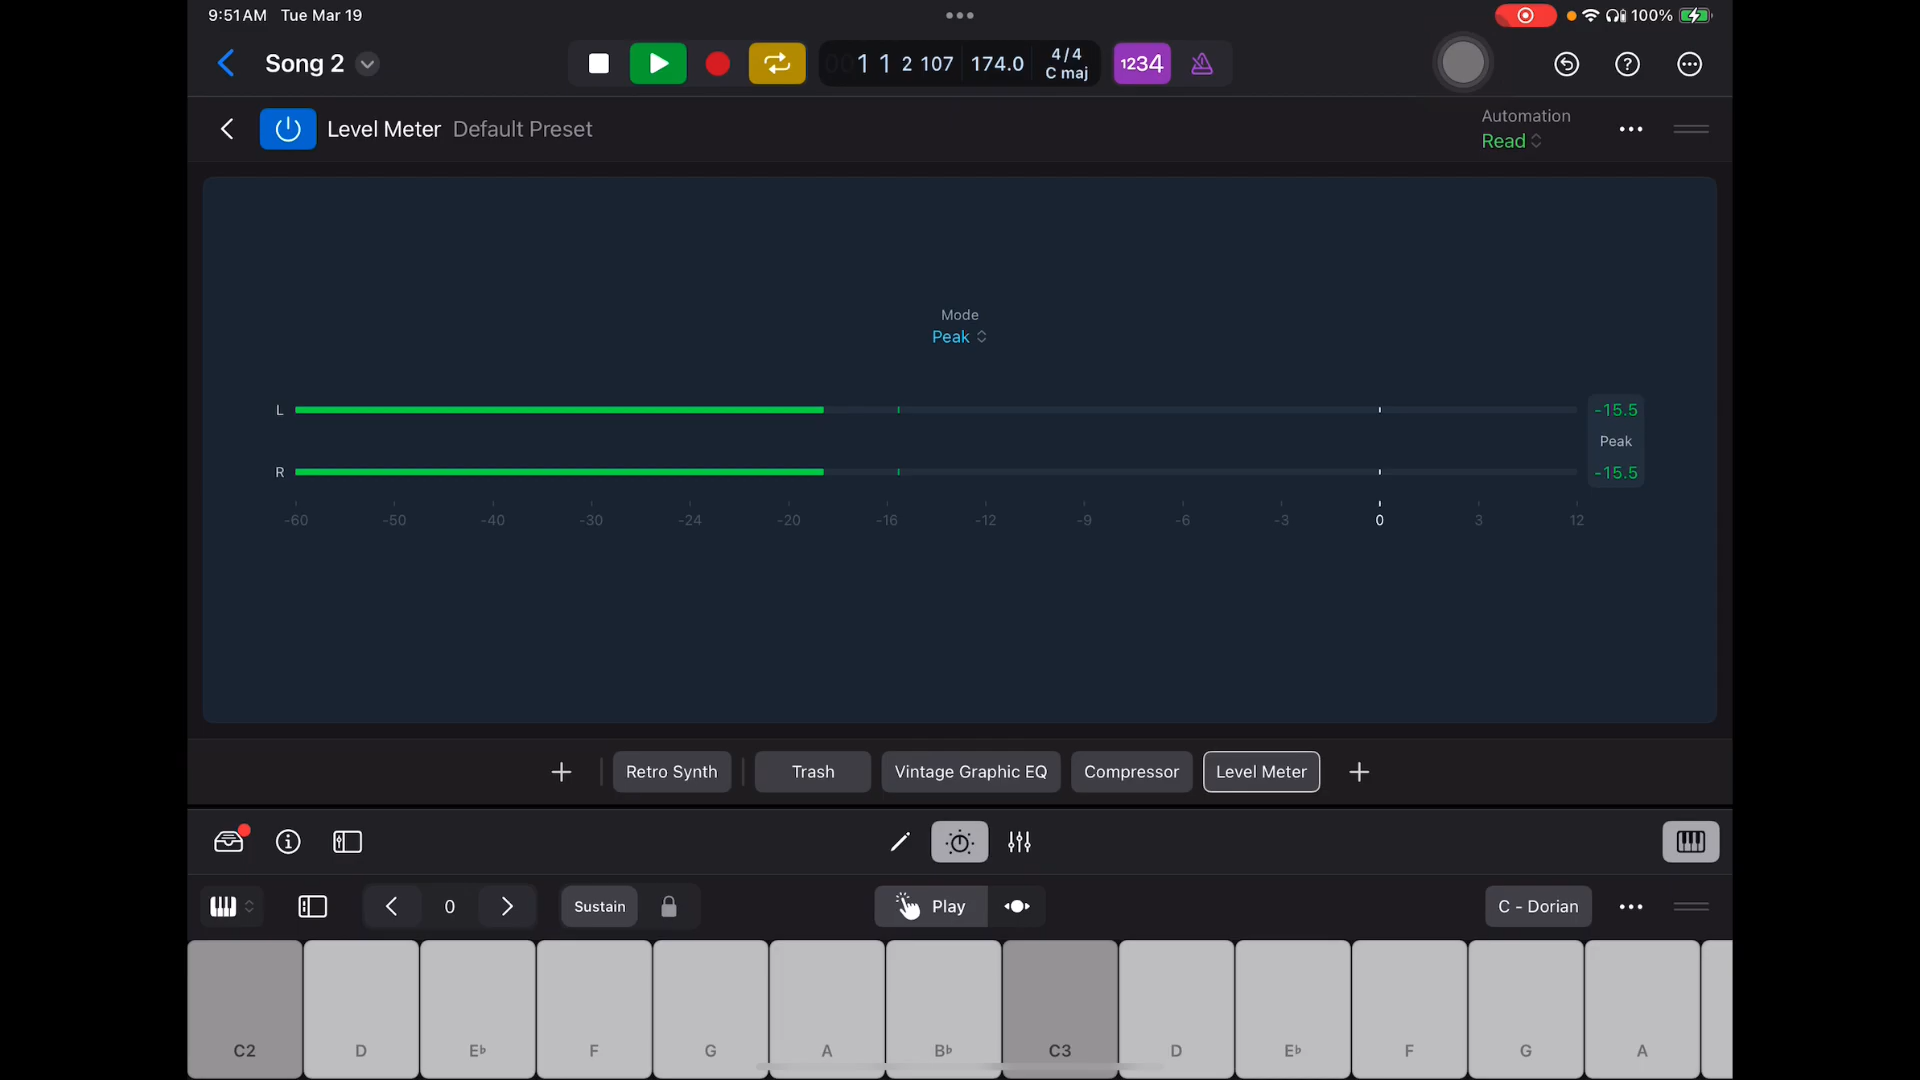 9:51 AM Tue Mar 19
100%
Song 2
1 1 2 107 174.0
4/4
C maj
1234
Level Meter Default Preset
Automation
Read
Mode
Peak
L
-15.5
Peak
R
-15.5
-60 -50 -40 -30 -24 -20 -16 -12 -9 -6 -3 0 3 12
Retro Synth Trash Vintage Graphic EQ Compressor Level Meter
0 Sustain Play C - Dorian
C2 D E♭ F G A B♭ C3 D E♭ F G A